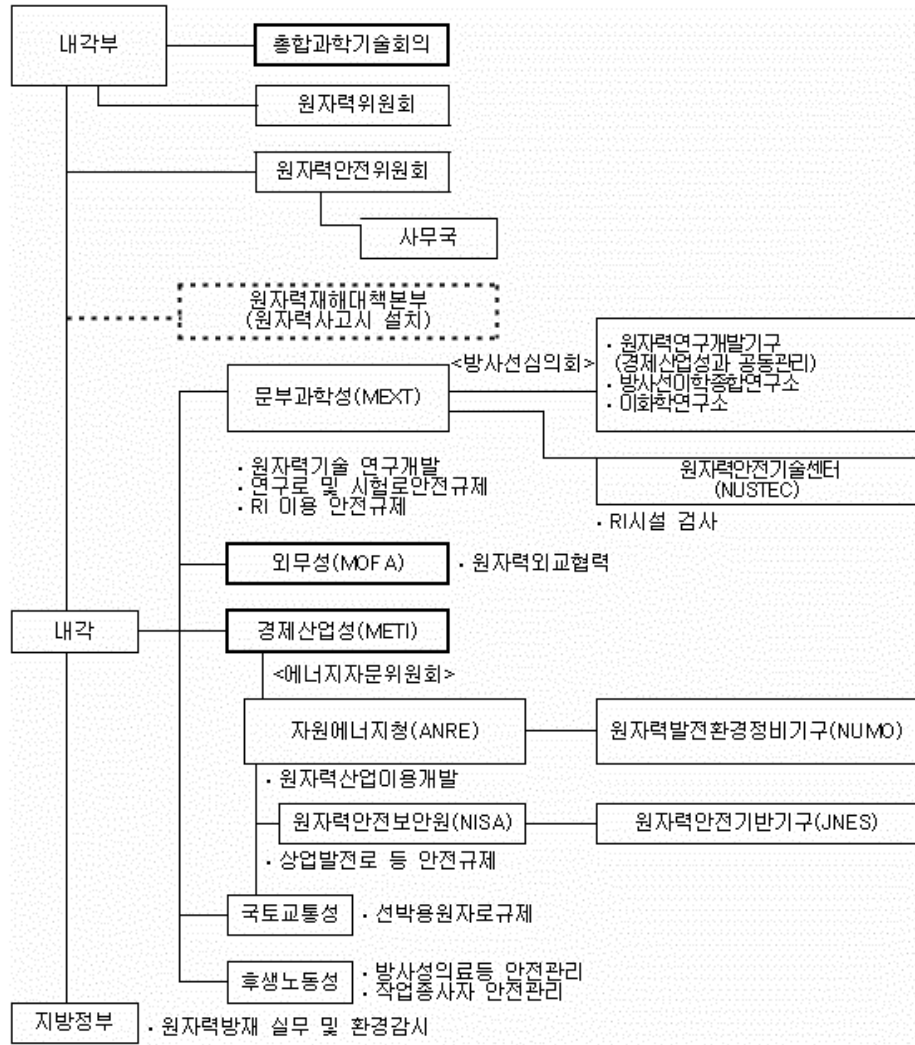 내각부
총합과학기술회의
원자력위원회
원자력안전위원회
사무국
원자력재해대책본부
(원자력사고시 설치)
<방사선심의회>
· 원자력연구개발기구
(경제산업성과 공동관리)
· 방사선의학종합연구소
· 이화학연구소
문부과학성(MEXT)
· 원자력기술 연구개발
· 연구로 및 시험로안전규제
· RI 이용 안전규제
원자력안전기술센터
(NUSTEC)
· RI시설 검사
외무성(MOFA)
· 원자력외교협력
내각
경제산업성(METI)
<에너지자문위원회>
자원에너지청(ANRE)
원자력발전환경정비기구(NUMO)
· 원자력산업이용개발
원자력안전보안원(NISA)
원자력안전기반기구(JNES)
· 상업발전로 등 안전규제
국토교통성
· 선박용원자로규제
후생노동성
· 방사성의료등 안전관리
· 작업종사자 안전관리
지방정부
· 원자력방재 실무 및 환경감시